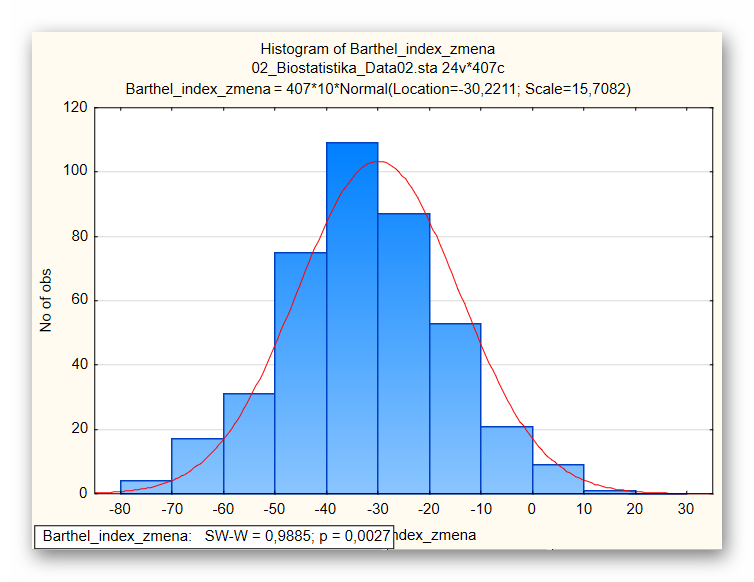 Histogram of Barthel_index_zmena
02_Biostatistika_Data02.sta 24v*407c
Barthel_index_zmena = 407*10*Normal(Location=-30,2211; Scale=15,7082)
120
100
80
60
40
20
0
No of obs
-80 -70 -60 -50 -40 -30 -20 -10 0 10 20 30
Barthel_index_zmena: SW-W = 0,9885; p = 0,0027
ndex_zmena